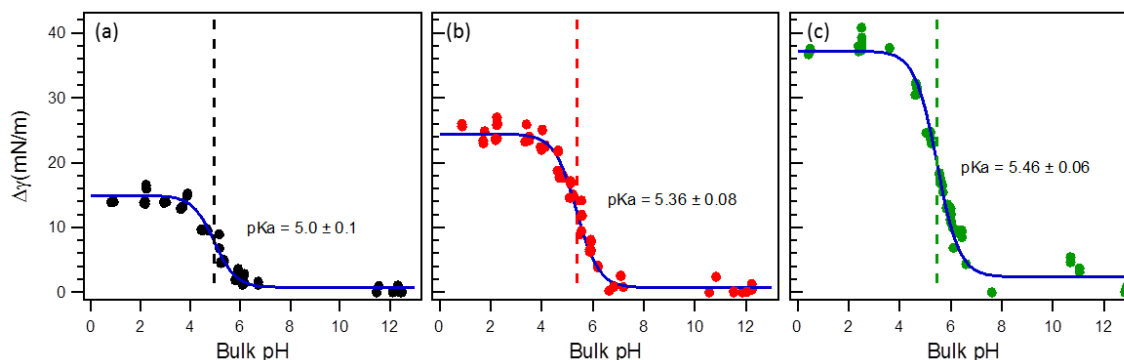 (a)
(b)
(c)
40
30
20
10
0
Δγ(mN/m)
pKa = 5.0 ± 0.1
pKa = 5.36 ± 0.08
pKa = 5.46 ± 0.06
0 2 4 6 8 10 12
0 2 4 6 8 10 12
0 2 4 6 8 10 12
Bulk pH
Bulk pH
Bulk pH